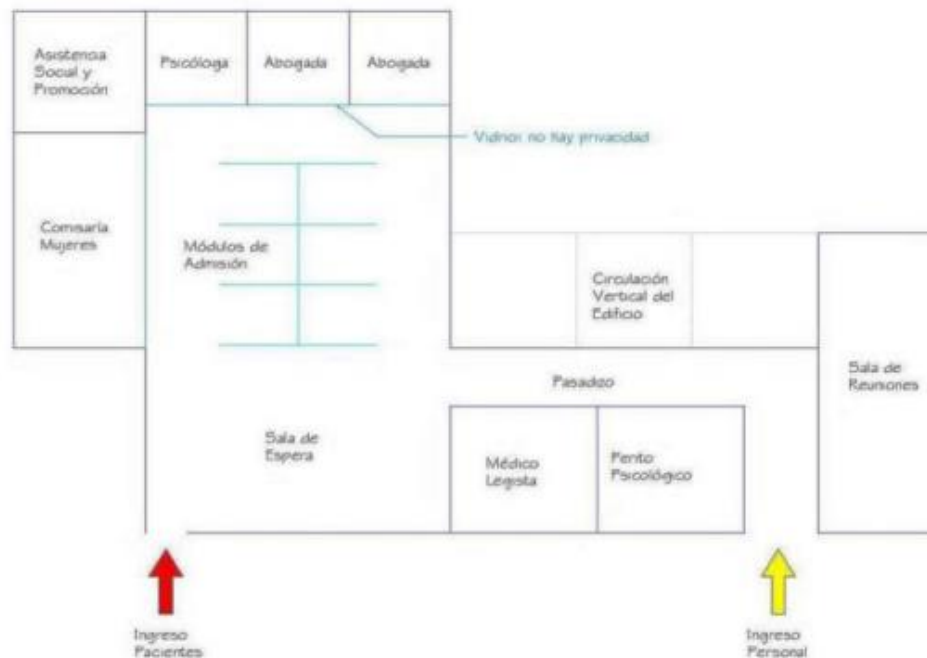 Asistencia
Social y
Promoción
Psicóloga
Abogada
Abogada
Vidrio: no hay privacidad
Comisaría
Mujeres
Módulos de
Admisión
Circulación
Vertical del
Edificio
Sala de
Reuniones
Pasadizo
Sala de
Espera
Médico
Legista
Perito
Psicológico
Ingreso
Pacientes
Ingreso
Personal